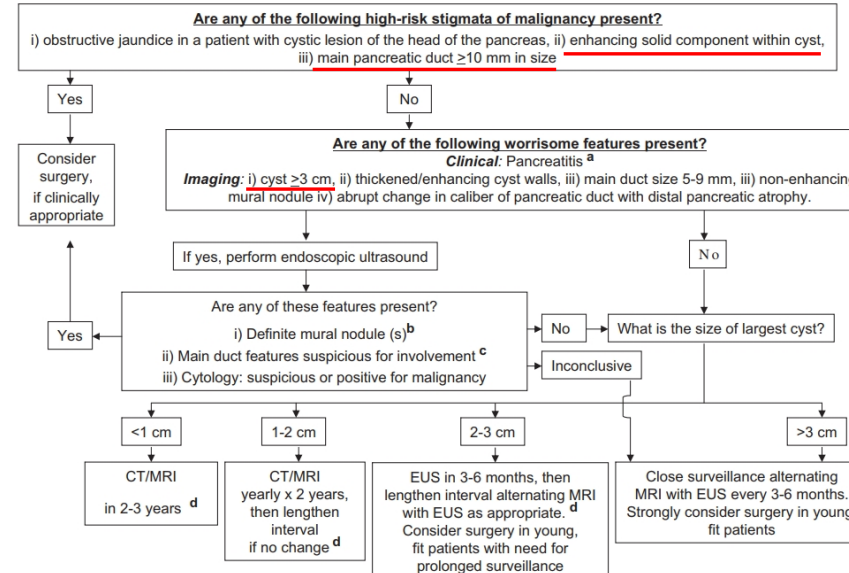 Are any of the following high-risk stigmata of malignancy present?
i) obstructive jaundice in a patient with cystic lesion of the head of the pancreas, ii) enhancing solid component within cyst,
iii) main pancreatic duct ≥10 mm in size
Yes
No
Consider
surgery,
if clinically
appropriate
Are any of the following worrisome features present?
Clinical: Pancreatitis a
Imaging: i) cyst ≥3 cm, ii) thickened/enhancing cyst walls, iii) main duct size 5-9 mm, iii) non-enhancing
mural nodule iv) abrupt change in caliber of pancreatic duct with distal pancreatic atrophy.
If yes, perform endoscopic ultrasound
No
Are any of these features present?
i) Definite mural nodule (s) b
ii) Main duct features suspicious for involvement c
iii) Cytology: suspicious or positive for malignancy
Yes
No
What is the size of largest cyst?
Inconclusive
<1 cm
1-2 cm
2-3 cm
>3 cm
CT/MRI
in 2-3 years d
CT/MRI
yearly x 2 years,
then lengthen
interval
if no change d
EUS in 3-6 months, then
lengthen interval alternating MRI
with EUS as appropriate. d
Consider surgery in young,
fit patients with need for
prolonged surveillance
Close surveillance alternating
MRI with EUS every 3-6 months.
Strongly consider surgery in young,
fit patients